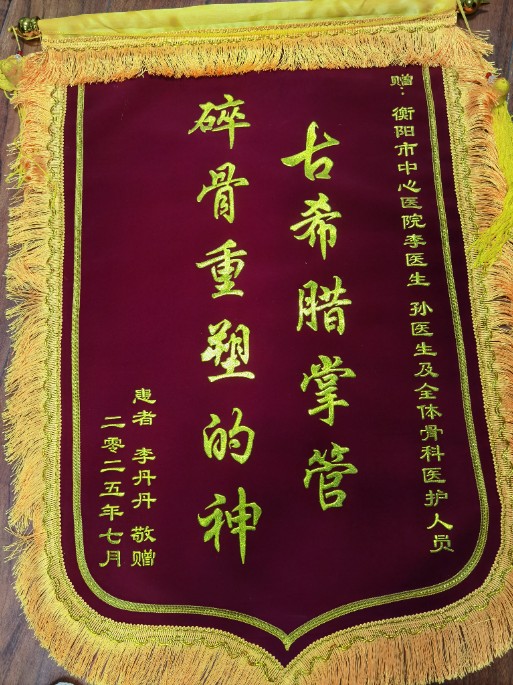 赠：衡阳市中心医院李医生 孙医生及全体骨科医护人员
古希腊掌管
碎骨重塑的神
患者 李丹丹 敬赠
二零二五年七月